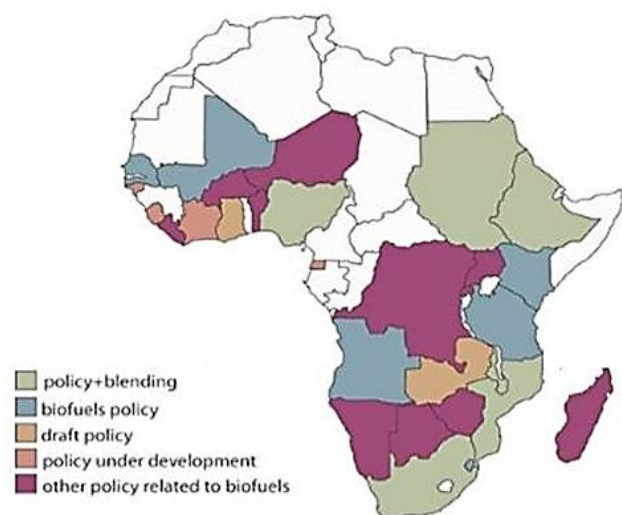 policy+blending
biofuels policy
draft policy
policy under development
other policy related to biofuels